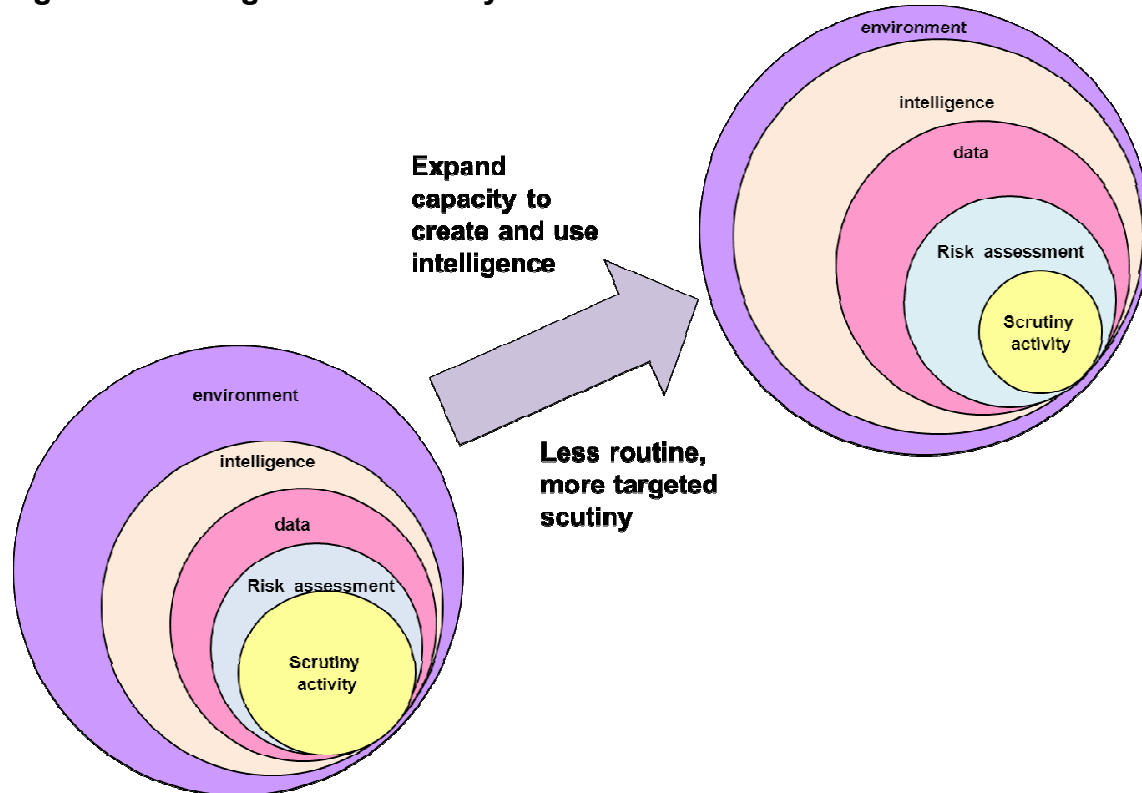 environment
intelligence
data
Risk assessment
Scrutiny
activity
Expand
capacity to
create and use
intelligence
Less routine,
more targeted
scutiny
environment
intelligence
data
Risk assessment
Scrutiny
activity